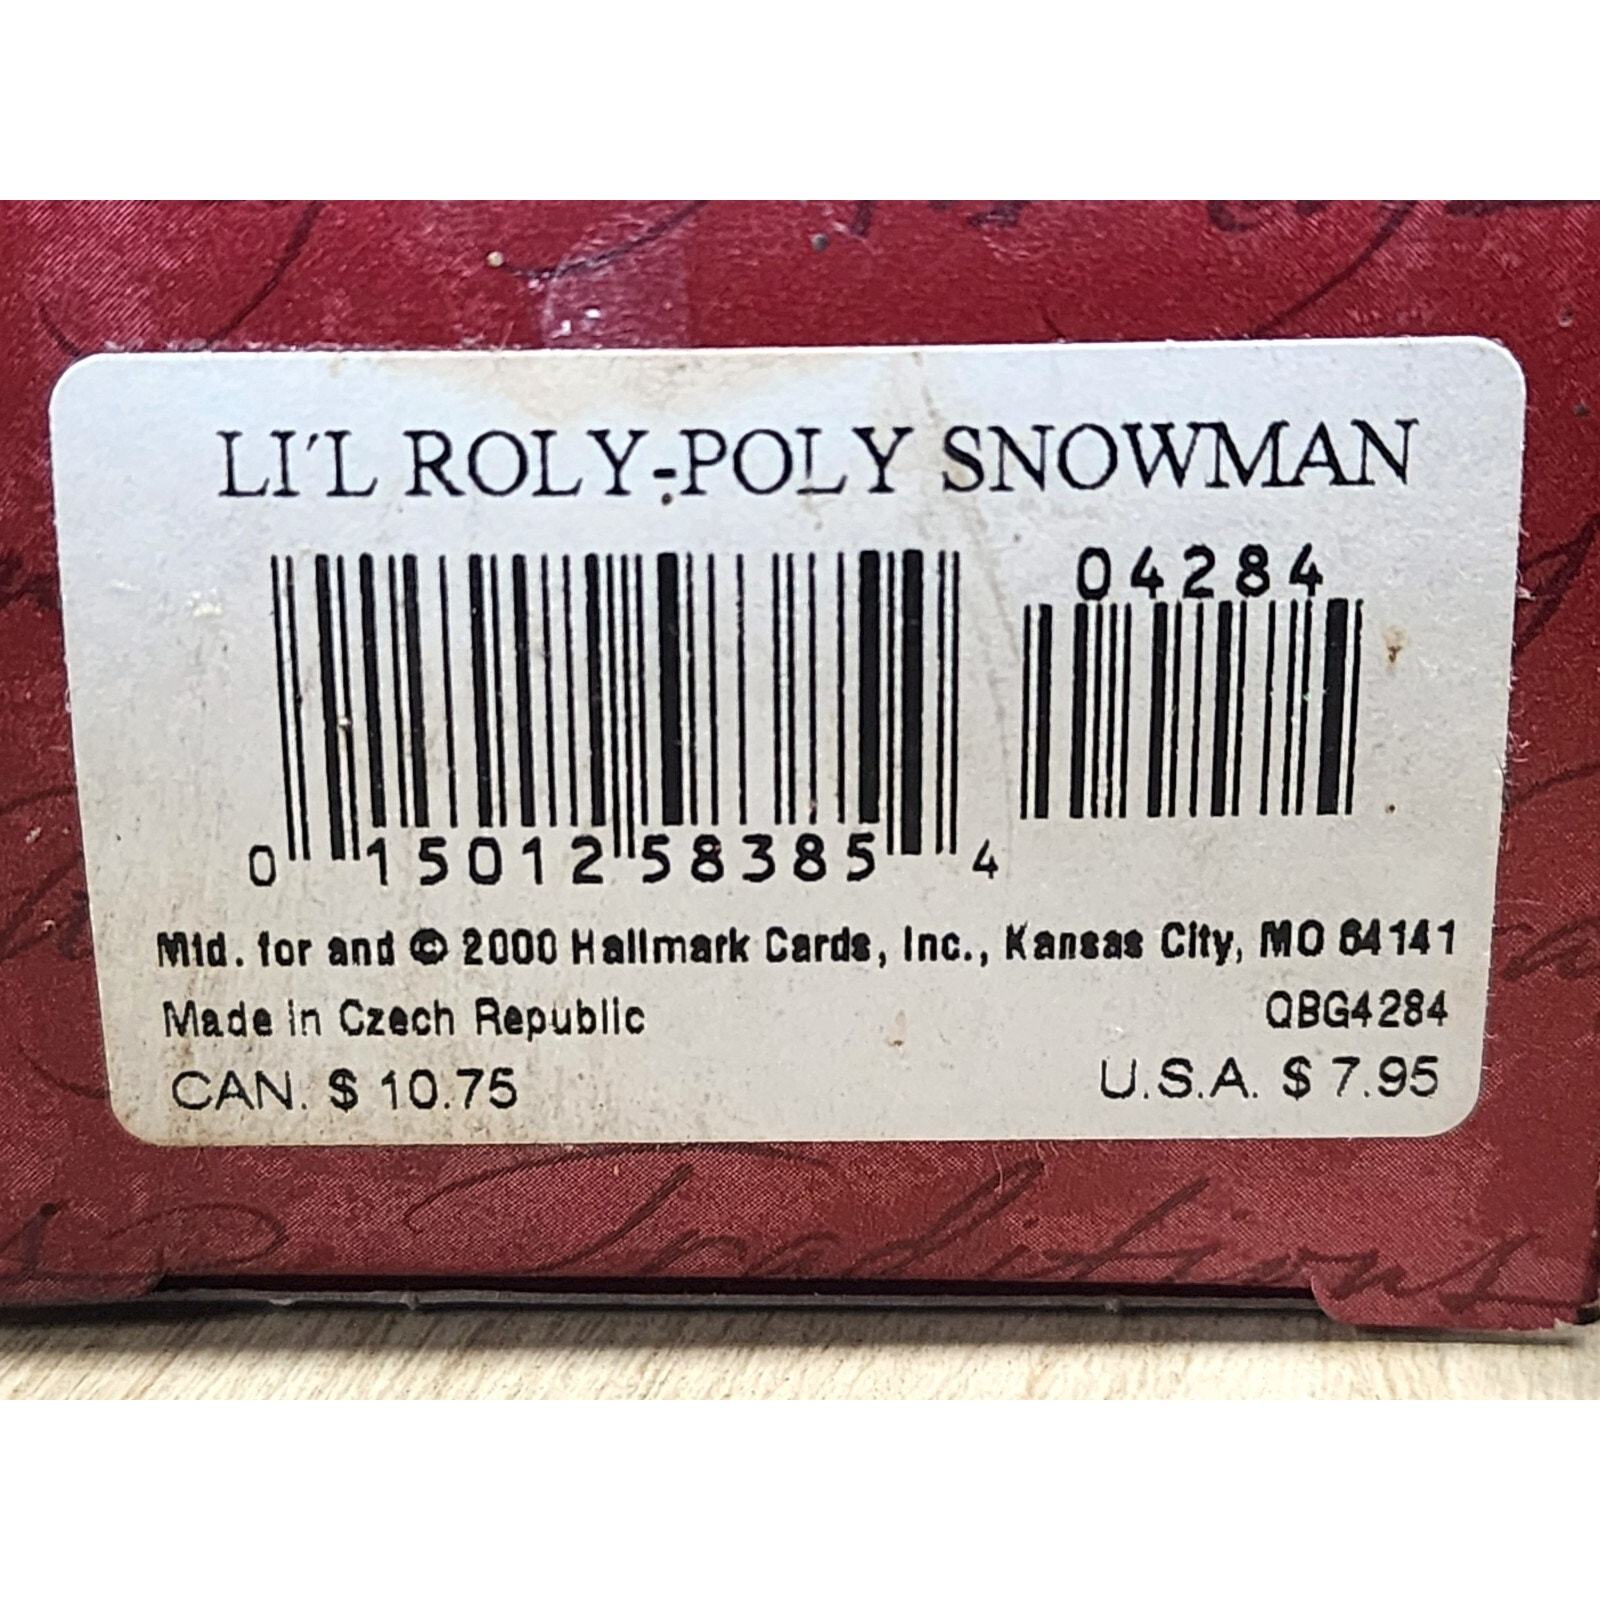 LI'L ROLY-POLY SNOWMAN
04284
0 15012 58385 4
Mfd. for and © 2000 Hallmark Cards, Inc., Kansas City, MO 64141
Made in Czech Republic QBG4284
CAN. $ 10.75 U.S.A. $ 7.95
Traditions